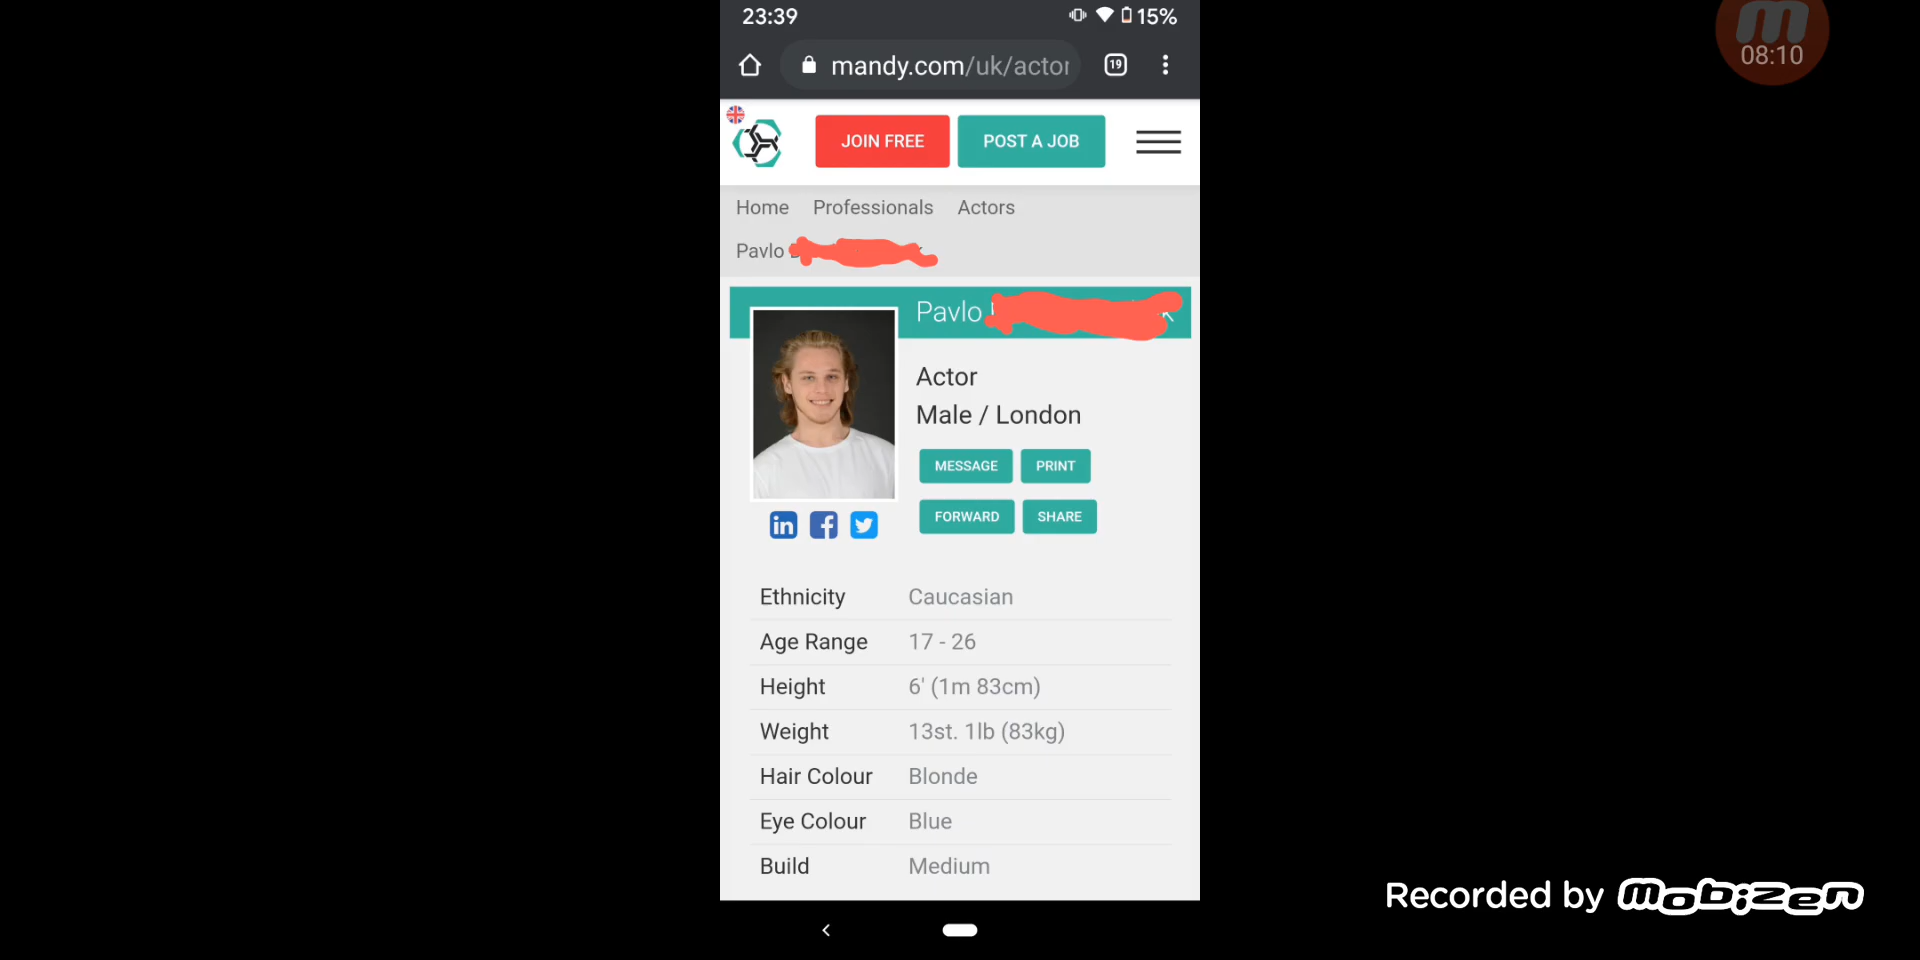 23:39
15%
mandy.com/uk/actor
19
08:10
JOIN FREE
POST A JOB
Home Professionals Actors
Pavlo
Pavlo
Actor
Male / London
MESSAGE PRINT
FORWARD SHARE
in f
Ethnicity Caucasian
Age Range 17 - 26
Height 6' (1m 83cm)
Weight 13st. 1lb (83kg)
Hair Colour Blonde
Eye Colour Blue
Build Medium
Recorded by mobizen